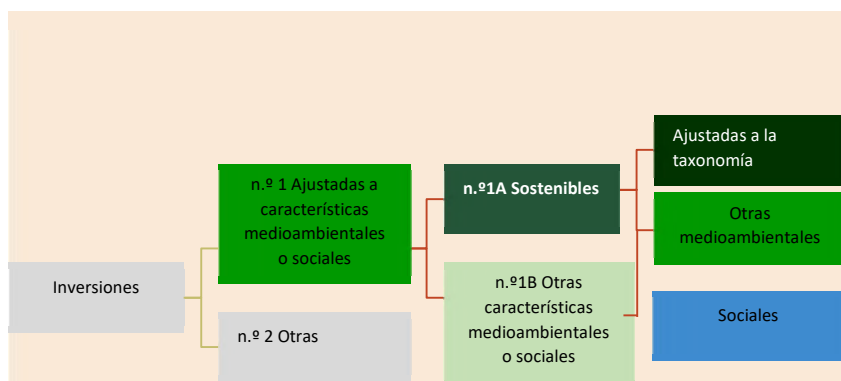 Inversiones
n.º 1 Ajustadas a
características
medioambientales
o sociales
n.º 2 Otras
n.º1A Sostenibles
n.º1B Otras
características
medioambientales
o sociales
Ajustadas a la
taxonomía
Otras
medioambientales
Sociales